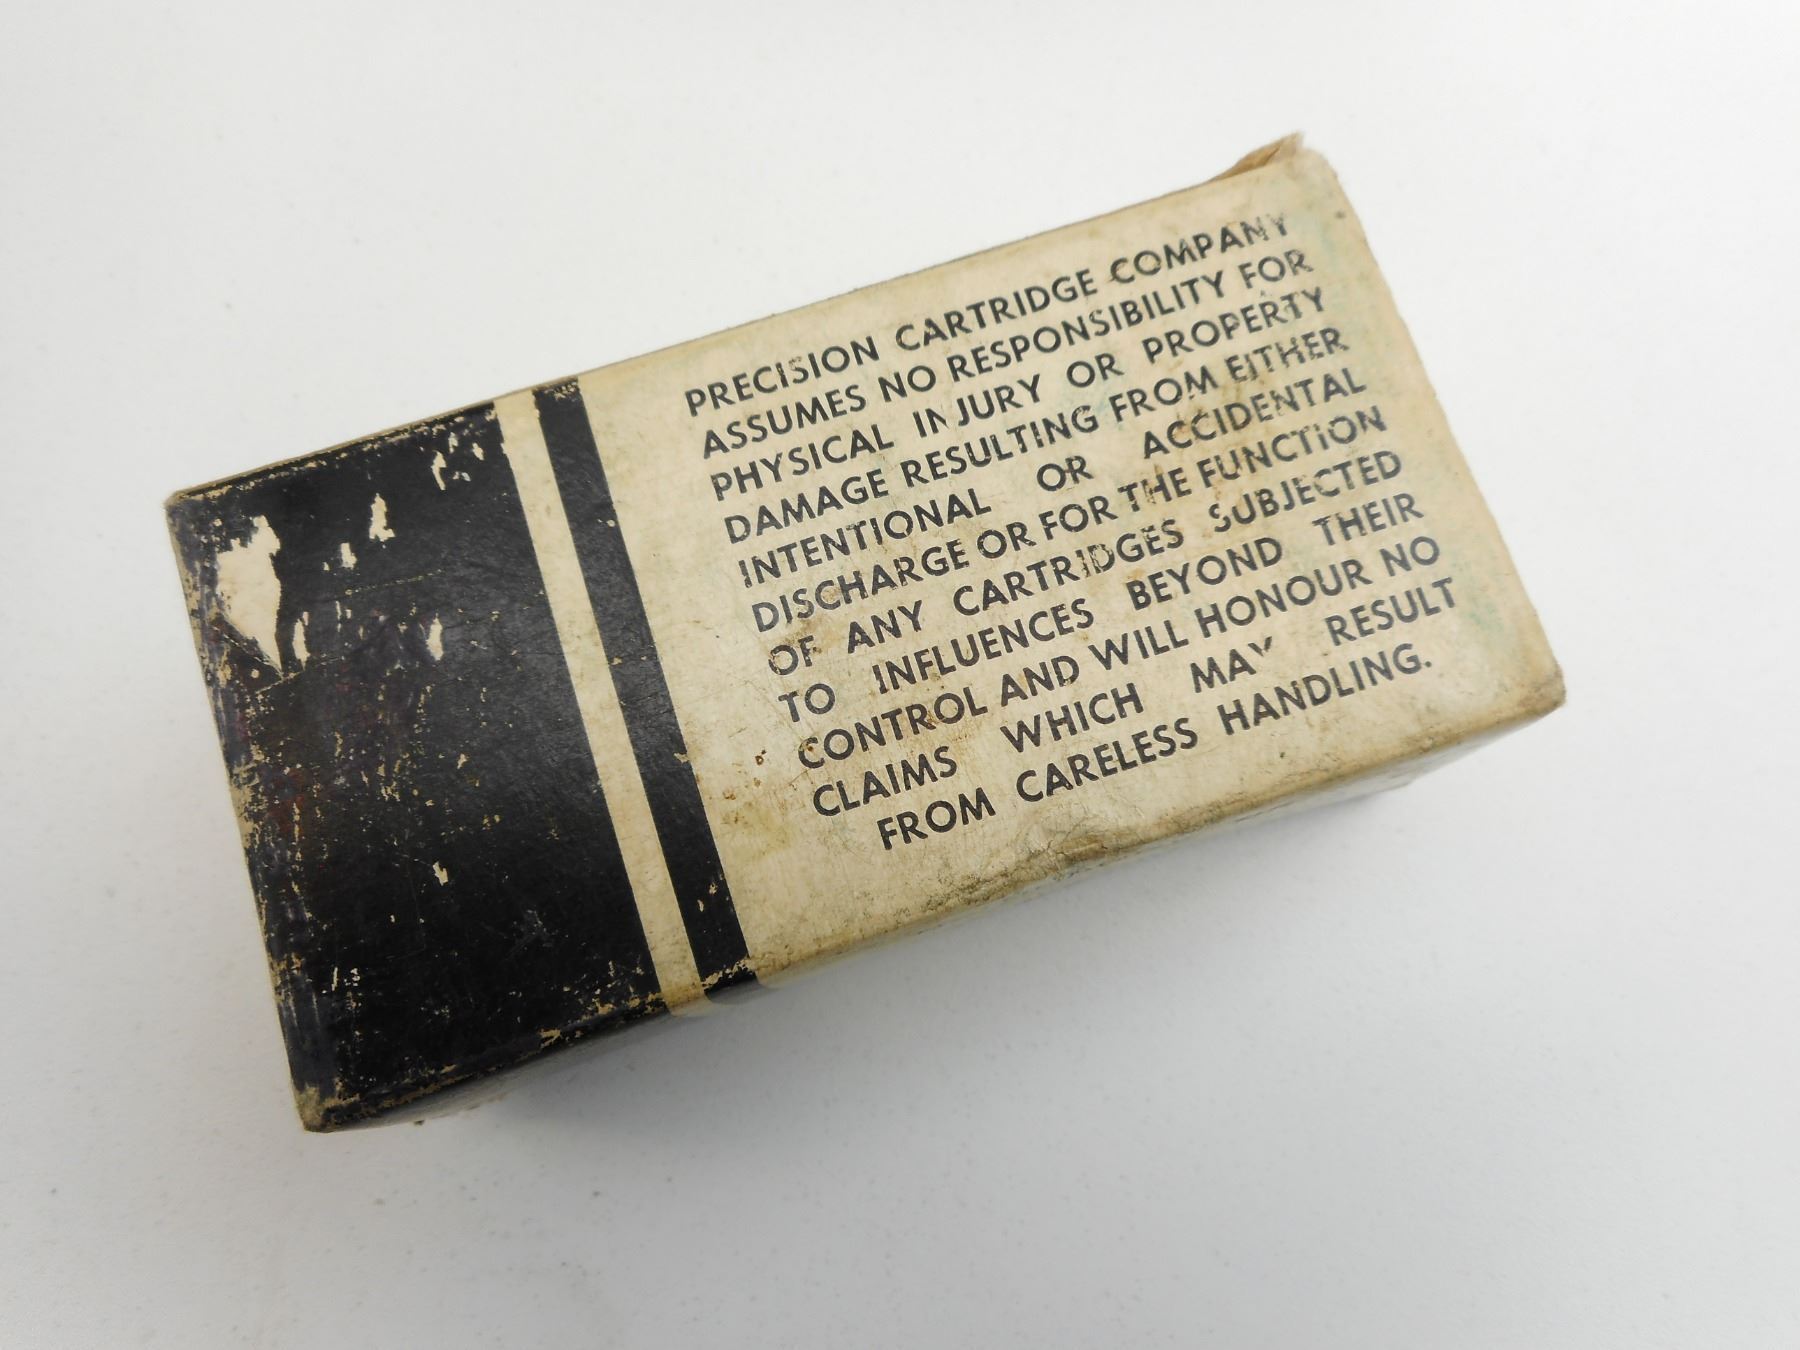 PRECISION CARTRIDGE COMPANY
ASSUMES NO RESPONSIBILITY FOR
PHYSICAL INJURY OR PROPERTY
DAMAGE RESULTING FROM EITHER
INTENTIONAL OR ACCIDENTAL
DISCHARGE OR FOR THE FUNCTION
OF ANY CARTRIDGES SUBJECTED
TO INFLUENCES BEYOND THEIR
CONTROL AND WILL HONOUR NO
CLAIMS WHICH MAY RESULT
FROM CARELESS HANDLING.